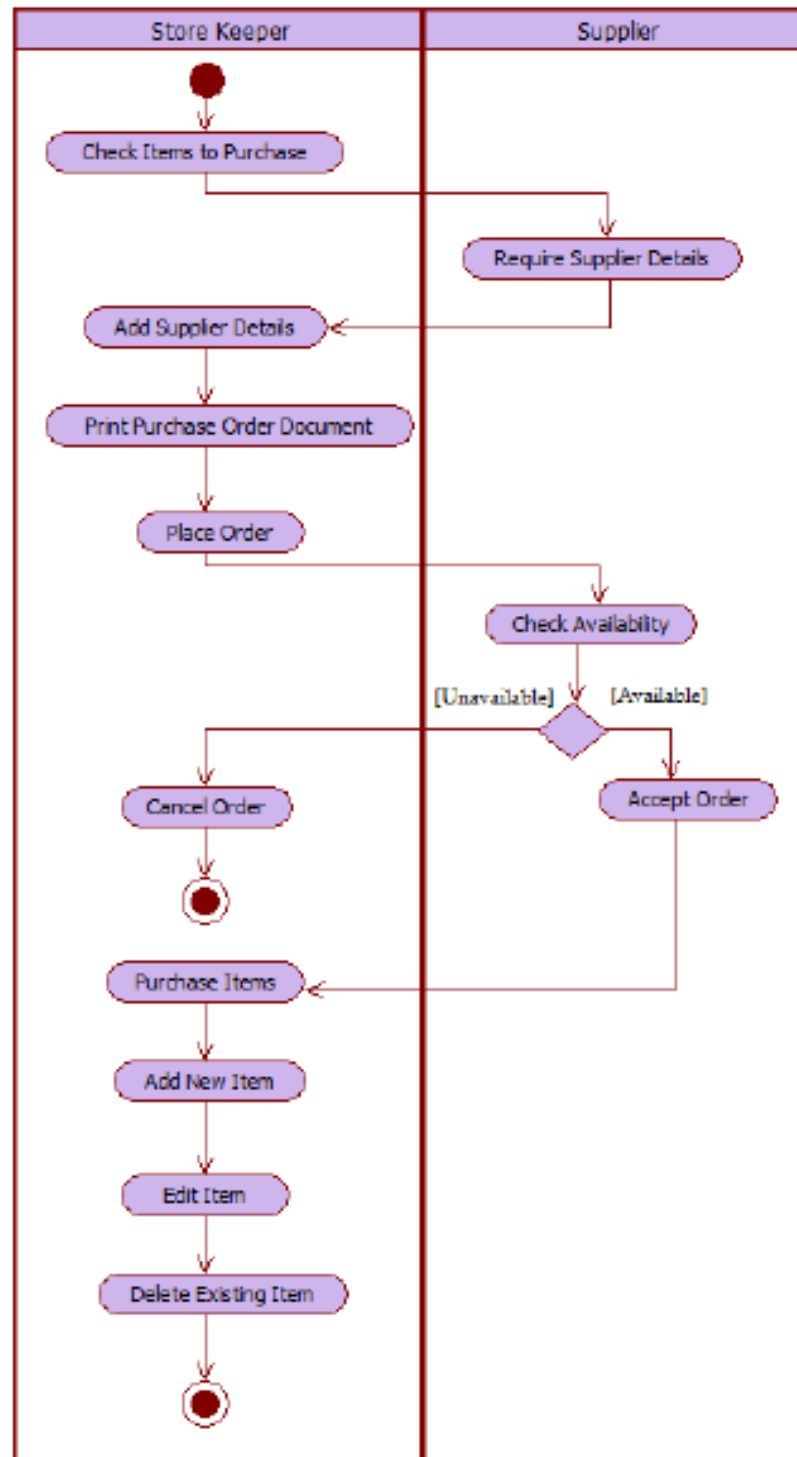 Store Keeper
Supplier
Check Items to Purchase
Require Supplier Details
Add Supplier Details
Print Purchase Order Document
Place Order
Check Availability
[Unavailable]
[Available]
Cancel Order
Accept Order
Purchase Items
Add New Item
Edit Item
Delete Existing Item